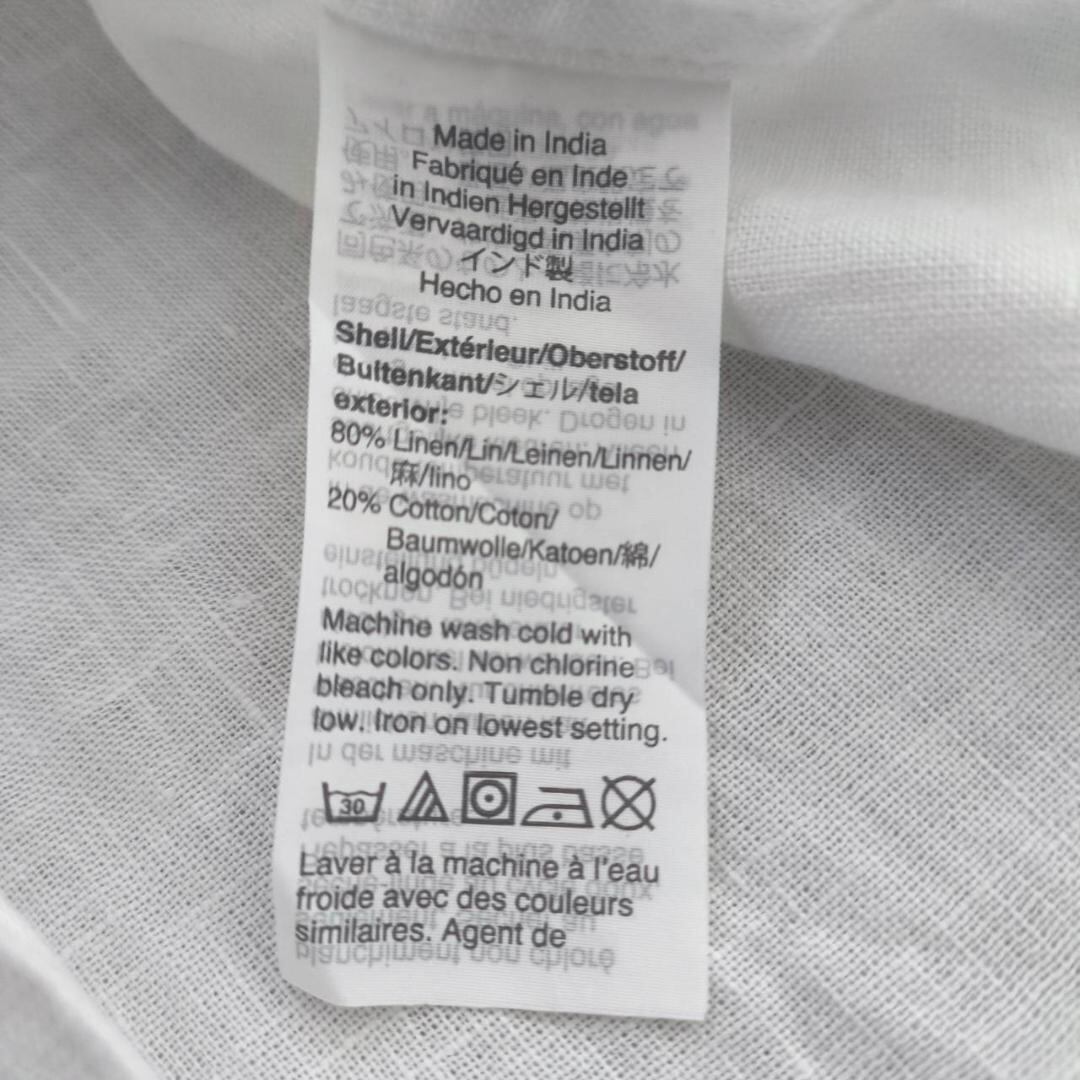 Made in India
Fabriqué en Inde
in Indien Hergestellt
Vervaardigd in India
インド製
Hecho en India
Shell/Extérieur/Oberstoff/
Buitenkant/シェル/tela
exterior:
80% Linen/Lin/Leinen/Linnen/
麻/lino
20% Cotton/Coton/
Baumwolle/Katoen/綿/
algodón
Machine wash cold with
like colors. Non chlorine
bleach only. Tumble dry
low. Iron on lowest setting.
30
Laver à la machine à l'eau
froide avec des couleurs
similaires. Agent de